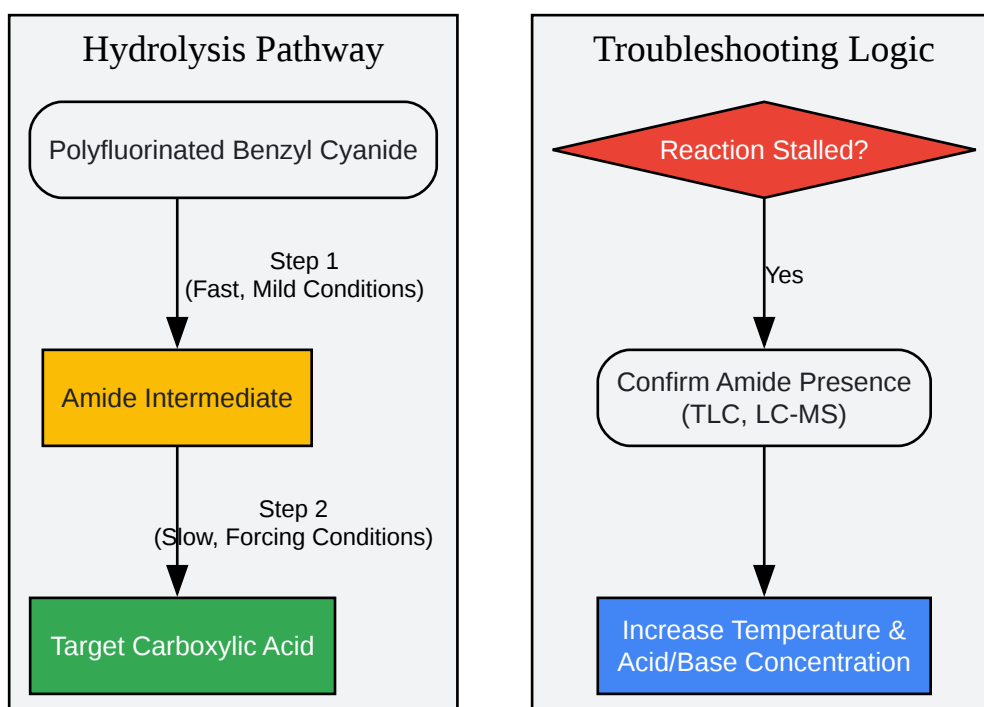 Hydrolysis Pathway
Polyfluorinated Benzyl Cyanide
Step 1
(Fast, Mild Conditions)
Amide Intermediate
Step 2
(Slow, Forcing Conditions)
Target Carboxylic Acid
Troubleshooting Logic
Reaction Stalled?
Yes
Confirm Amide Presence
(TLC, LC-MS)
Increase Temperature &
Acid/Base Concentration